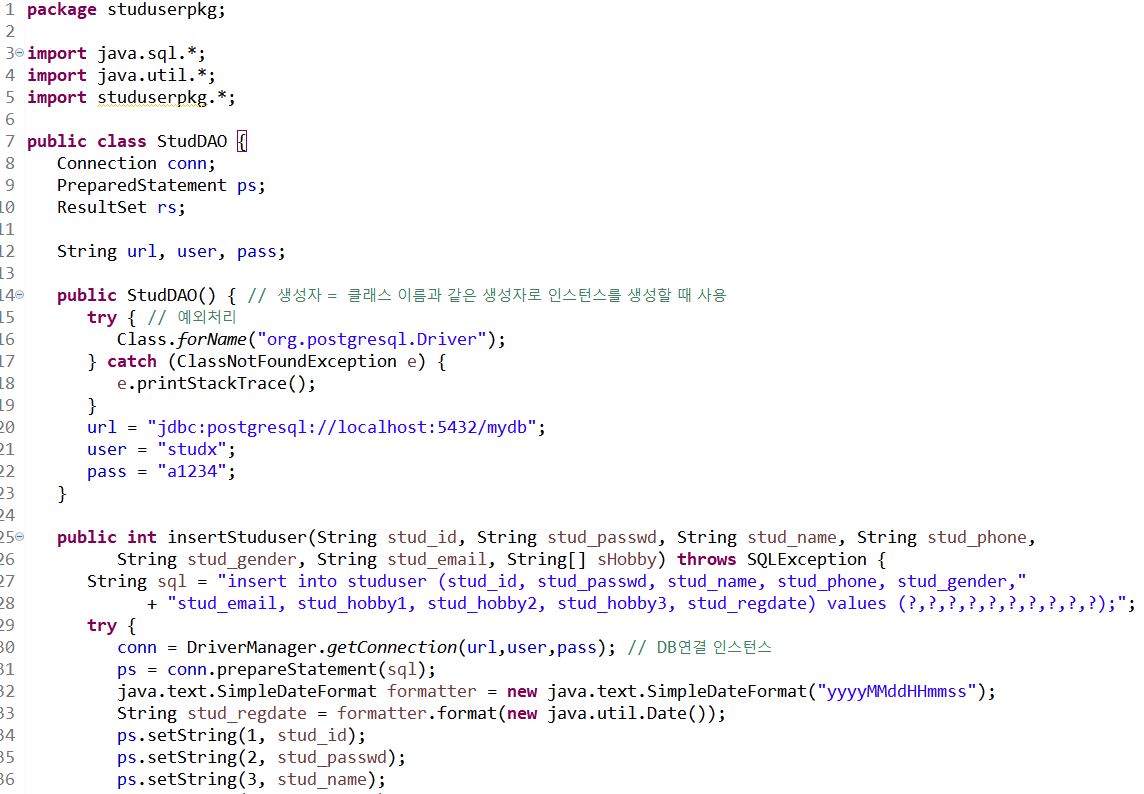 1 package studuserpkg;
2
3 import java.sql.*;
4 import java.util.*;
5 import studuserpkg.*;
6
7 public class StudDAO {
8 Connection conn;
9 PreparedStatement ps;
10 ResultSet rs;
11
12 String url, user, pass;
13
14 public StudDAO() { // 생성자 = 클래스 이름과 같은 생성자로 인스턴스를 생성할 때 사용
15 try { // 예외처리
16 Class.forName("org.postgresql.Driver");
17 } catch (ClassNotFoundException e) {
18 e.printStackTrace();
19 }
20 url = "jdbc:postgresql://localhost:5432/mydb";
21 user = "studx";
22 pass = "a1234";
23 }
24
25 public int insertStuduser(String stud_id, String stud_passwd, String stud_name, String stud_phone,
26 String stud_gender, String stud_email, String[] sHobby) throws SQLException {
27 String sql = "insert into studuser (stud_id, stud_passwd, stud_name, stud_phone, stud_gender,"
28 + "stud_email, stud_hobby1, stud_hobby2, stud_hobby3, stud_regdate) values (?,?,?,?,?,?,?,?,?,?);";
29 try {
30 conn = DriverManager.getConnection(url,user,pass); // DB연결 인스턴스
31 ps = conn.prepareStatement(sql);
32 java.text.SimpleDateFormat formatter = new java.text.SimpleDateFormat("yyyyMMddHHmmss");
33 String stud_regdate = formatter.format(new java.util.Date());
34 ps.setString(1, stud_id);
35 ps.setString(2, stud_passwd);
36 ps.setString(3, stud_name);